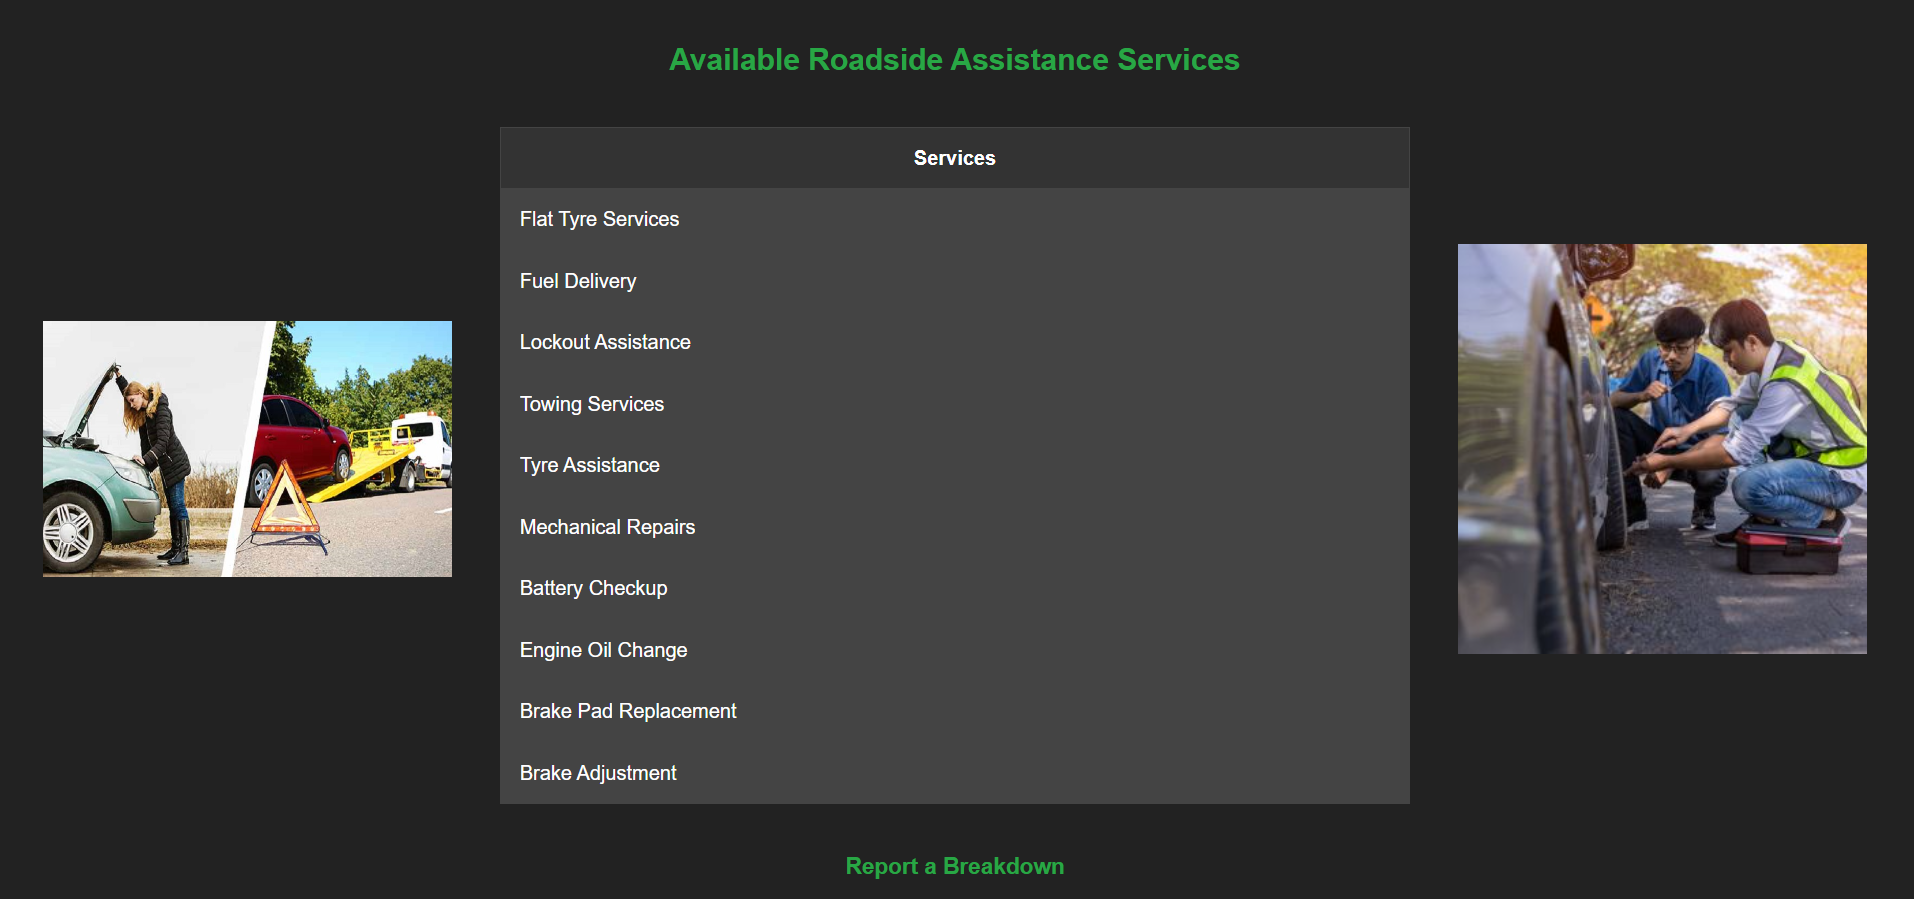 Available Roadside Assistance Services
Services
Flat Tyre Services
Fuel Delivery
Lockout Assistance
Towing Services
Tyre Assistance
Mechanical Repairs
Battery Checkup
Engine Oil Change
Brake Pad Replacement
Brake Adjustment
Report a Breakdown